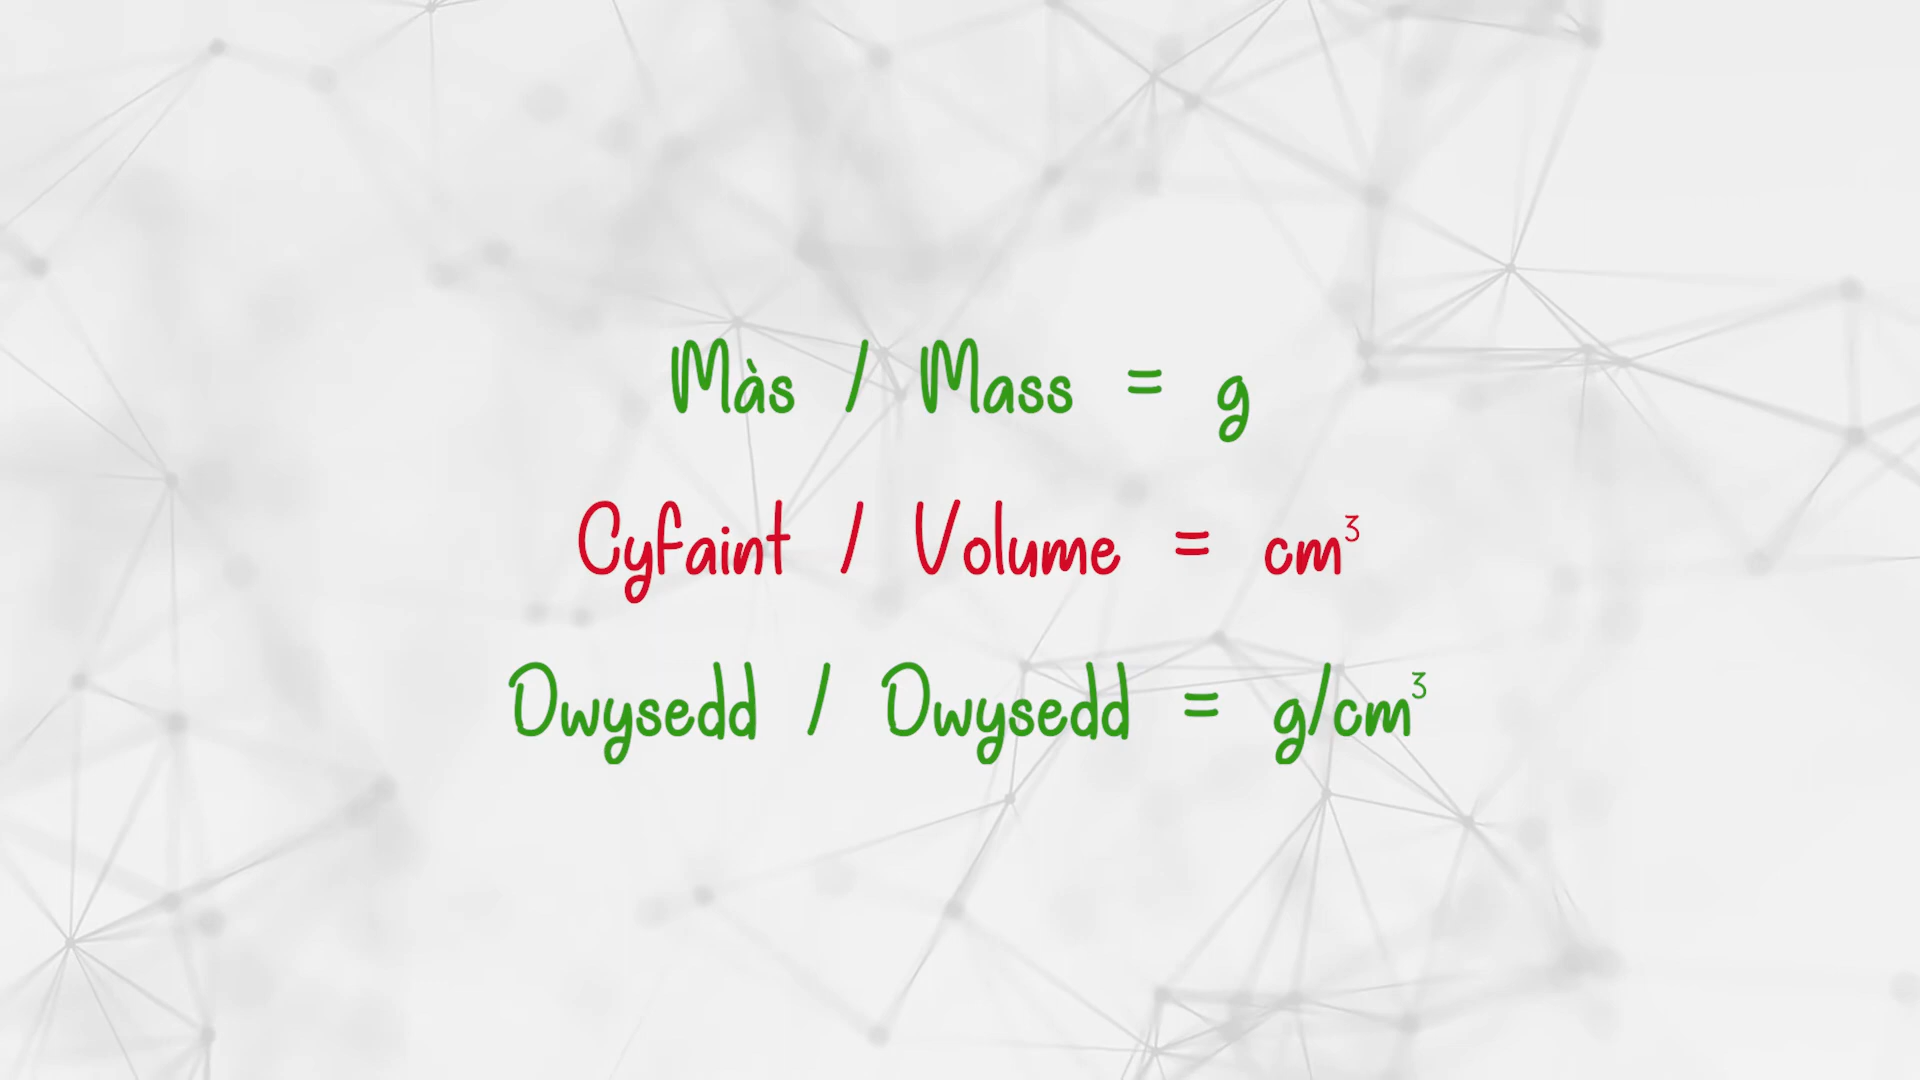 Màs / Mass = g
Cyfaint / Volume = cm³
Dwysedd / Dwysedd = g/cm³